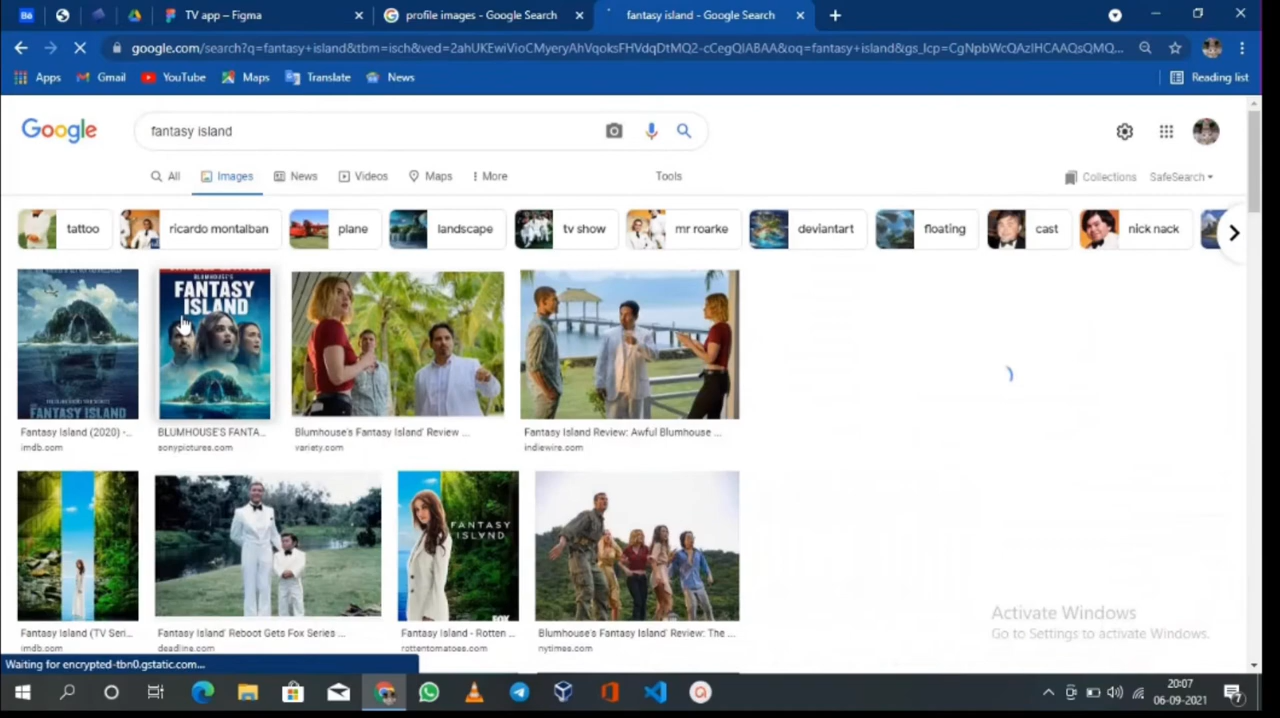 Bē
TV app – Figma
profile images - Google Search
fantasy island - Google Search
google.com/search?q=fantasy+island&tbm=isch&ved=2ahUKEwiVioCMyeryAhVqoksFHVdqDtMQ2-cCegQIABAA&oq=fantasy+island&gs_lcp=CgNpbWcQAzIHCAAQsQMQ...
Apps
Gmail
YouTube
Maps
Translate
News
Reading list
Google
fantasy island
All
Images
News
Videos
Maps
More
Tools
Collections
SafeSearch
tattoo
ricardo montalban
plane
landscape
tv show
mr roarke
deviantart
floating
cast
nick nack
FANTASY ISLAND
BLUMHOUSE'S
FANTASY
ISLAND
Fantasy Island (2020) -...
imdb.com
BLUMHOUSE'S FANTA...
sonypictures.com
Blumhouse's Fantasy Island' Review ...
variety.com
Fantasy Island Review: Awful Blumhouse ...
indiewire.com
FANTASY
ISLAND
FOX
Fantasy Island (TV Seri...
imdb.com
Fantasy Island' Reboot Gets Fox Series ...
deadline.com
Fantasy Island - Rotten ...
rottentomatoes.com
Blumhouse's Fantasy Island' Review: The ...
nytimes.com
Activate Windows
Go to Settings to activate Windows.
Waiting for encrypted-tbn0.gstatic.com...
20:07
06-09-2021
7